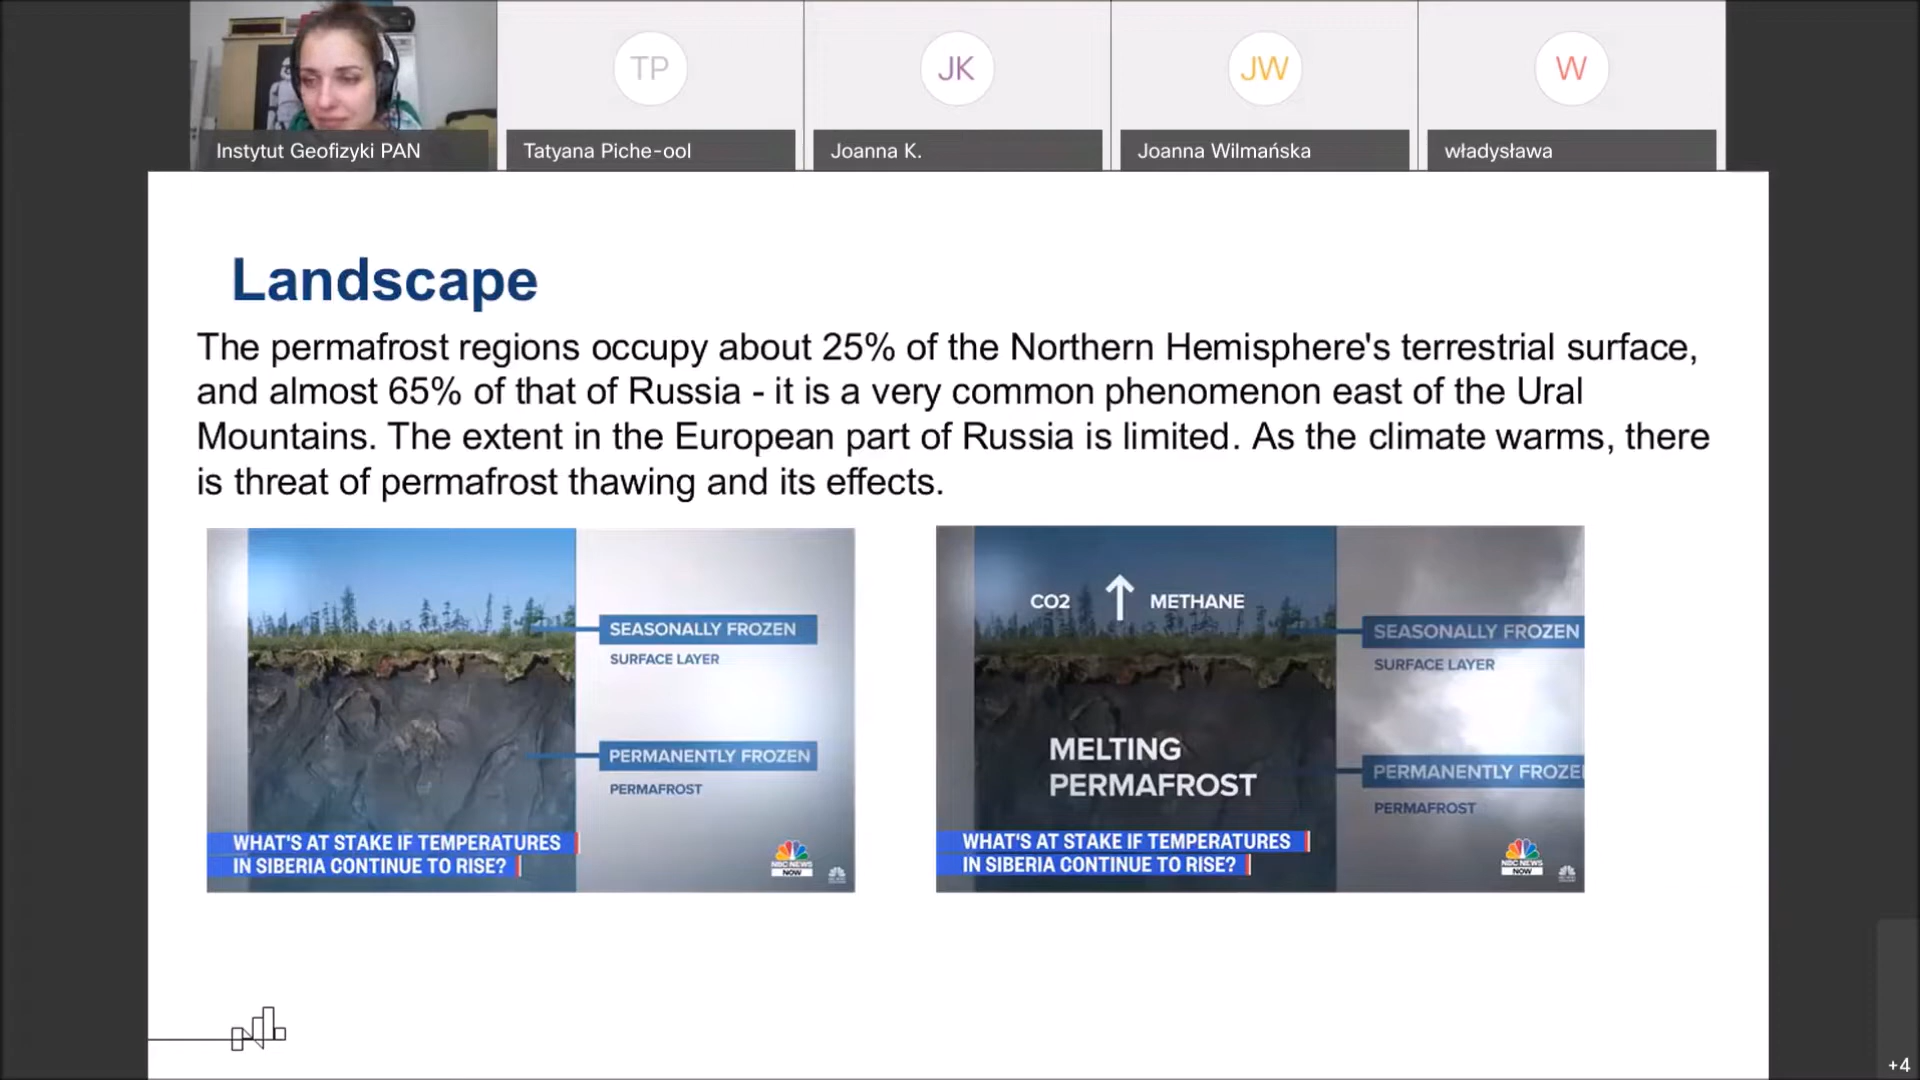 TP
JK
JW
W
Instytut Geofizyki PAN
Tatyana Piche-ool
Joanna K.
Joanna Wilmańska
władysława
Landscape
The permafrost regions occupy about 25% of the Northern Hemisphere's terrestrial surface,
and almost 65% of that of Russia - it is a very common phenomenon east of the Ural
Mountains. The extent in the European part of Russia is limited. As the climate warms, there
is threat of permafrost thawing and its effects.
SEASONALLY FROZEN
SURFACE LAYER
PERMANENTLY FROZEN
PERMAFROST
WHAT'S AT STAKE IF TEMPERATURES
IN SIBERIA CONTINUE TO RISE?
NBC NEWS
NOW
CO2
METHANE
SEASONALLY FROZEN
SURFACE LAYER
MELTING
PERMAFROST
PERMANENTLY FROZE
PERMAFROST
WHAT'S AT STAKE IF TEMPERATURES
IN SIBERIA CONTINUE TO RISE?
NBC NEWS
NOW
+4